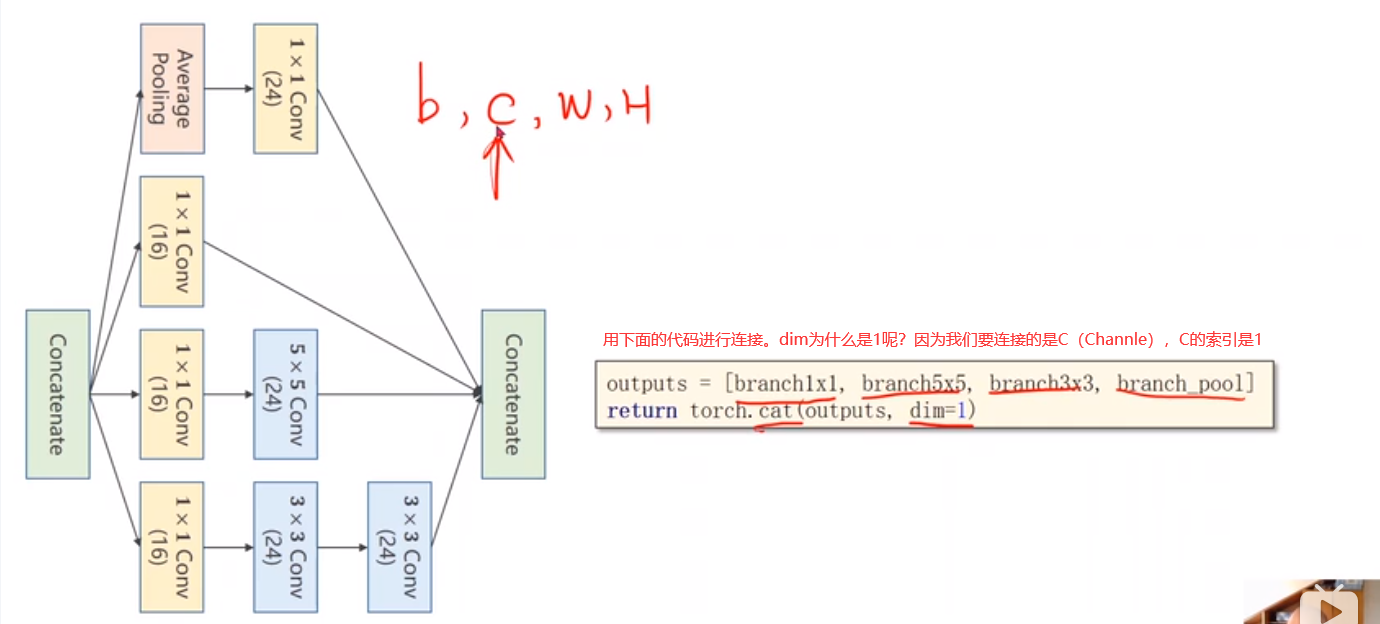 Average
Pooling
1×1 Conv
(24)
b, C, W, H
1×1 Conv
(16)
Concatenate
1×1 Conv
(16)
5×5 Conv
(24)
Concatenate
1×1 Conv
(16)
3×3 Conv
(24)
3×3 Conv
(24)
用下面的代码进行连接。dim为什么是1呢？因为我们要连接的是C（Channle），C的索引是1
outputs = [branch1x1, branch5x5, branch3x3, branch_pool]
return torch.cat(outputs, dim=1)